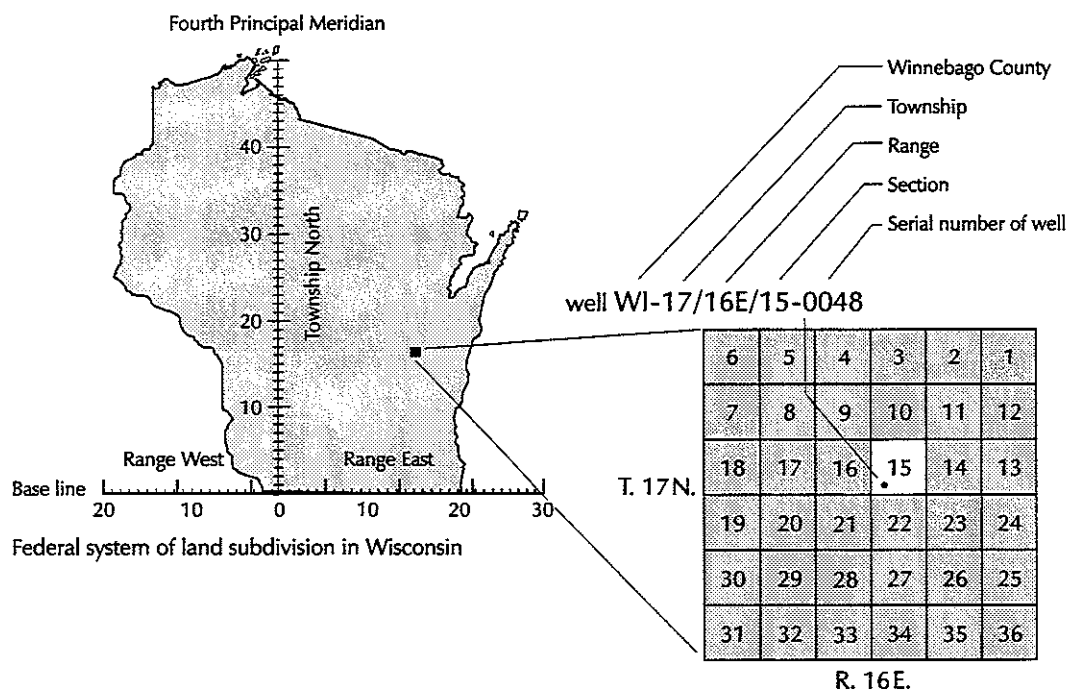 Fourth Principal Meridian
40
30
20
10
Township North
Range West
Range East
Base line
20 10 0 10 20 30
Federal system of land subdivision in Wisconsin
Winnebago County
Township
Range
Section
Serial number of well
well WI-17/16E/15-0048
6 5 4 3 2 1
7 8 9 10 11 12
18 17 16 15 14 13
T. 17N.
19 20 21 22 23 24
30 29 28 27 26 25
31 32 33 34 35 36
R. 16E.